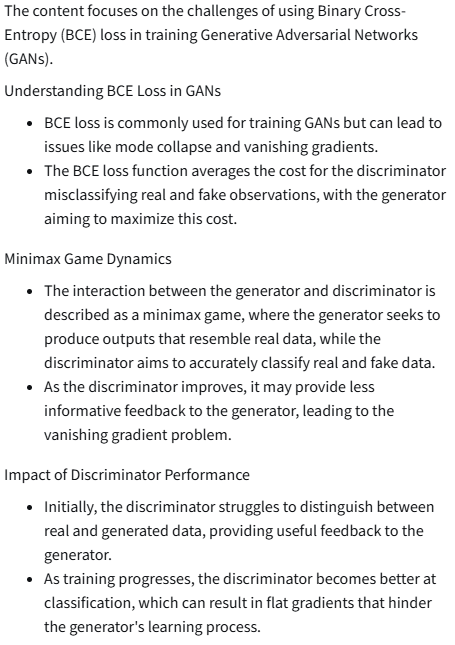 The content focuses on the challenges of using Binary Cross-
Entropy (BCE) loss in training Generative Adversarial Networks
(GANs).
Understanding BCE Loss in GANs
• BCE loss is commonly used for training GANs but can lead to
issues like mode collapse and vanishing gradients.
• The BCE loss function averages the cost for the discriminator
misclassifying real and fake observations, with the generator
aiming to maximize this cost.
Minimax Game Dynamics
• The interaction between the generator and discriminator is
described as a minimax game, where the generator seeks to
produce outputs that resemble real data, while the
discriminator aims to accurately classify real and fake data.
• As the discriminator improves, it may provide less
informative feedback to the generator, leading to the
vanishing gradient problem.
Impact of Discriminator Performance
• Initially, the discriminator struggles to distinguish between
real and generated data, providing useful feedback to the
generator.
• As training progresses, the discriminator becomes better at
classification, which can result in flat gradients that hinder
the generator's learning process.